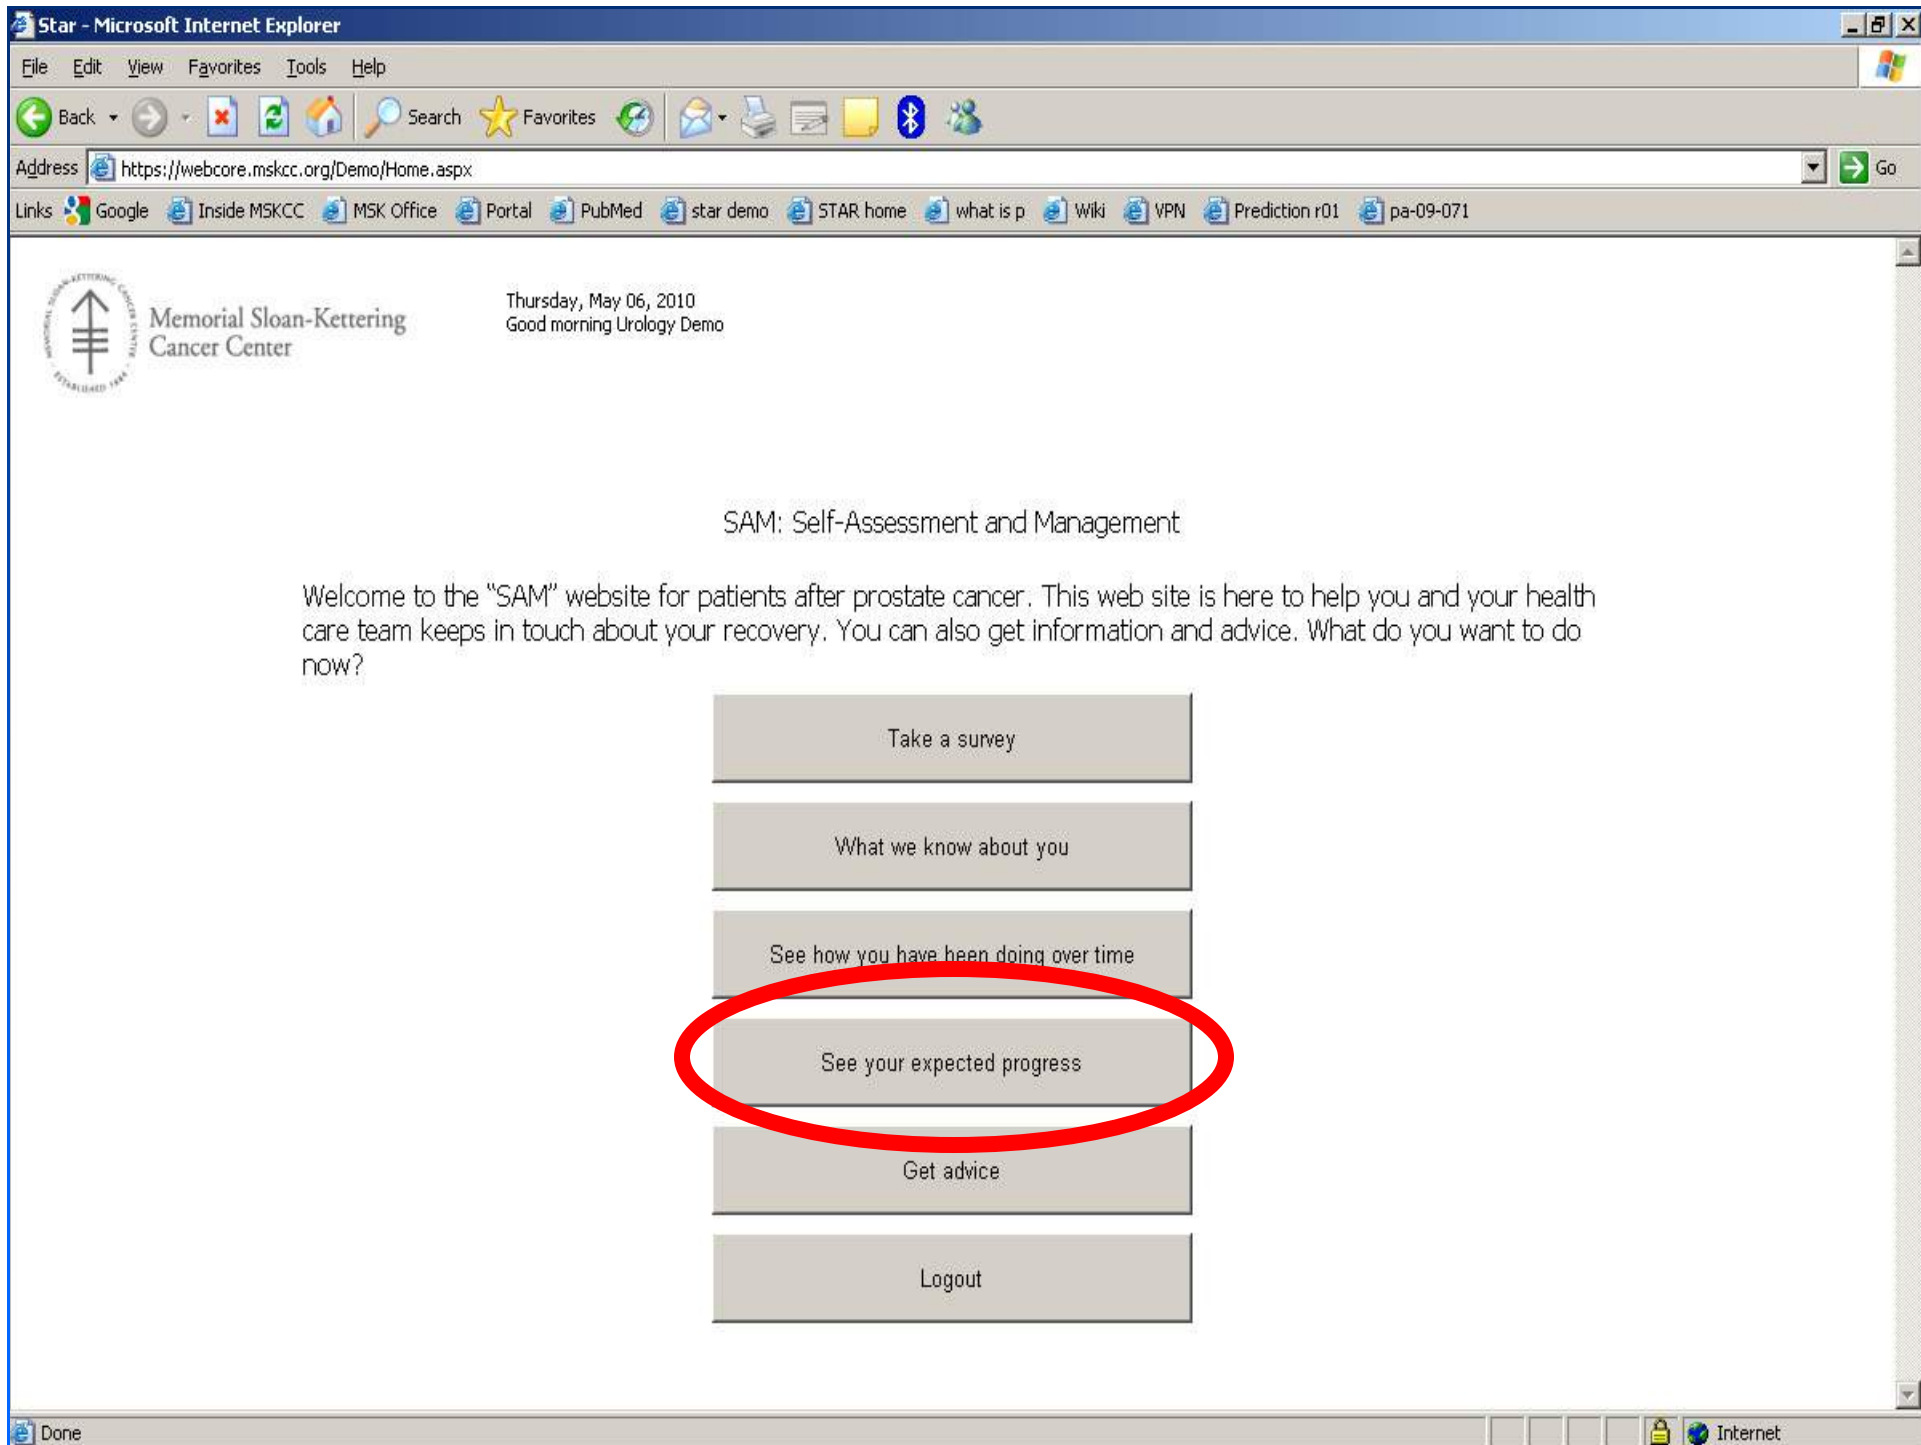 Star - Microsoft Internet Explorer
File Edit View Favorites Tools Help
Back Search Favorites
Address https://webcore.mskcc.org/Demo/Home.aspx Go
Links Google Inside MSKCC MSK Office Portal PubMed star demo STAR home what is p Wiki VPN Prediction r01 pa-09-071
Memorial Sloan-Kettering
Cancer Center
Thursday, May 06, 2010
Good morning Urology Demo
SAM: Self-Assessment and Management
Welcome to the “SAM” website for patients after prostate cancer. This web site is here to help you and your health
care team keeps in touch about your recovery. You can also get information and advice. What do you want to do
now?
Take a survey
What we know about you
See how you have been doing over time
See your expected progress
Get advice
Logout
Done Internet